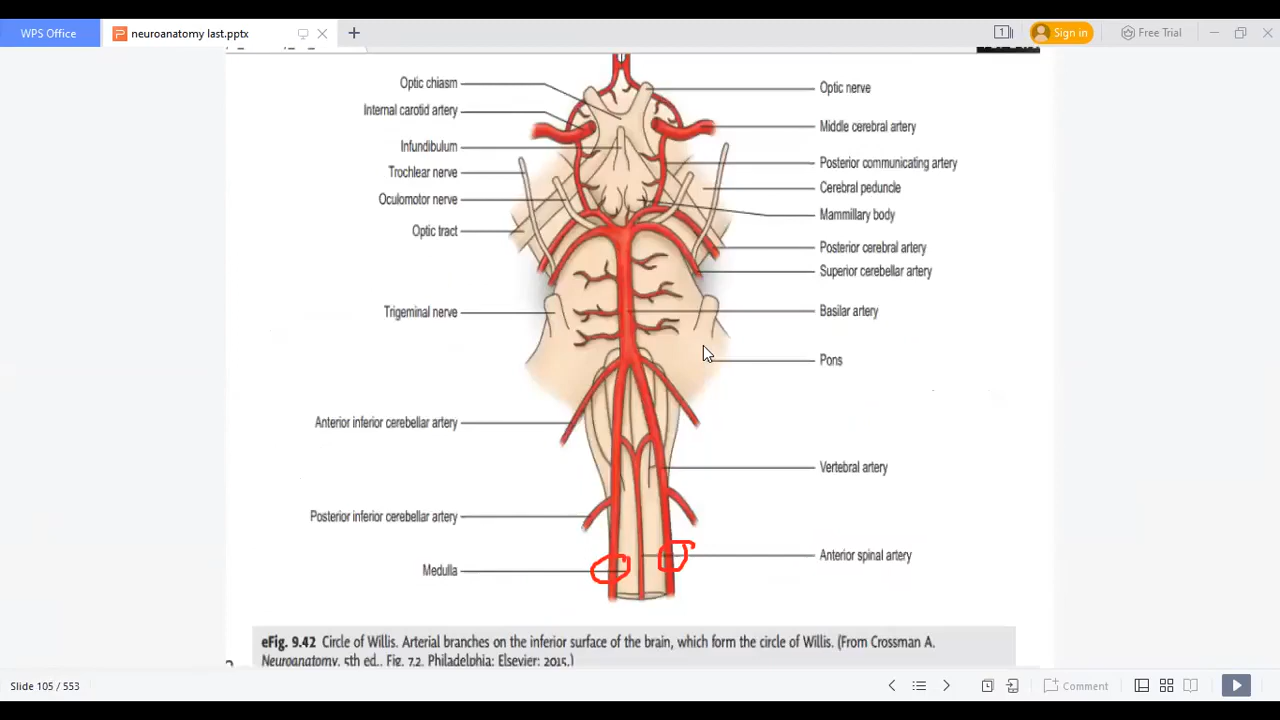 WPS Office
neuroanatomy last.pptx
1
Sign in
Free Trial
Optic chiasm
Internal carotid artery
Infundibulum
Trochlear nerve
Oculomotor nerve
Optic tract
Trigeminal nerve
Anterior inferior cerebellar artery
Posterior inferior cerebellar artery
Medulla
Optic nerve
Middle cerebral artery
Posterior communicating artery
Cerebral peduncle
Mammillary body
Posterior cerebral artery
Superior cerebellar artery
Basilar artery
Pons
Vertebral artery
Anterior spinal artery
eFig. 9.42 Circle of Willis. Arterial branches on the inferior surface of the brain, which form the circle of Willis. (From Crossman A.
Neuroanatomy. 5th ed., Fig. 7.2. Philadelphia: Elsevier: 2015.)
Slide 105 / 553
Comment